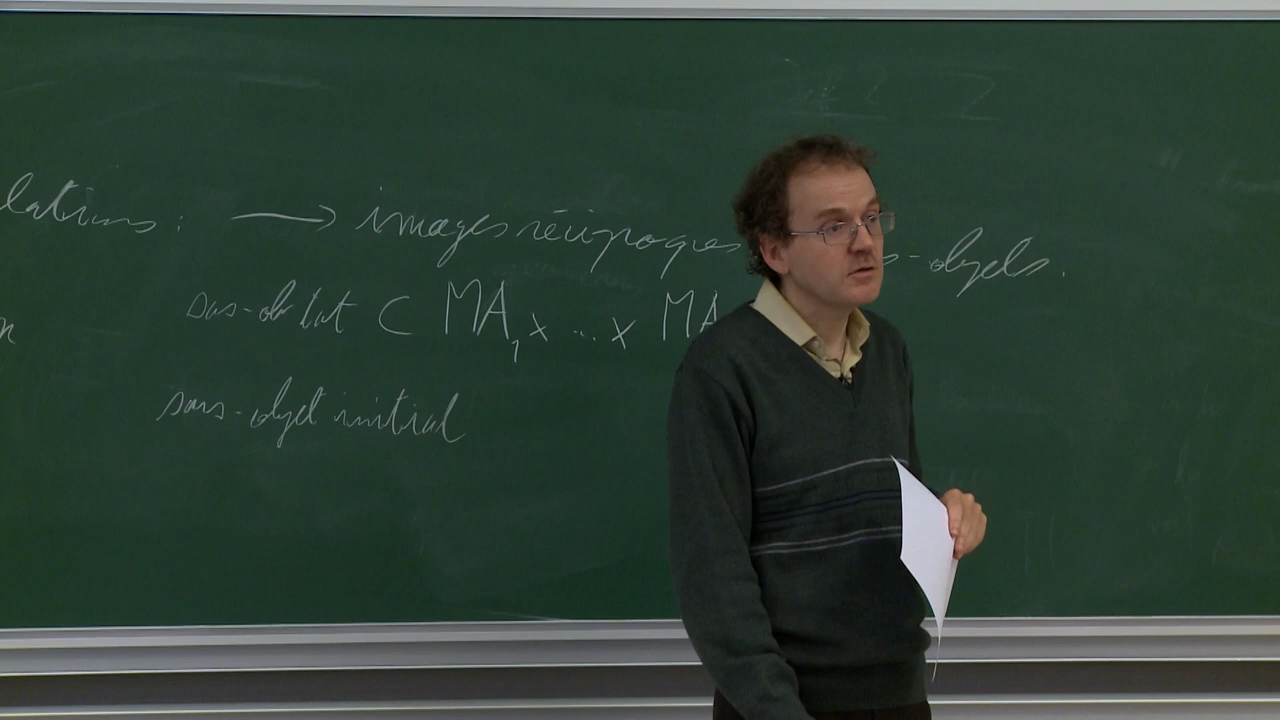 lations : ⟶ images réciproques s-objets.
sous-objet ⊂ MA₁ × ... × MA
n
sous-objet initial